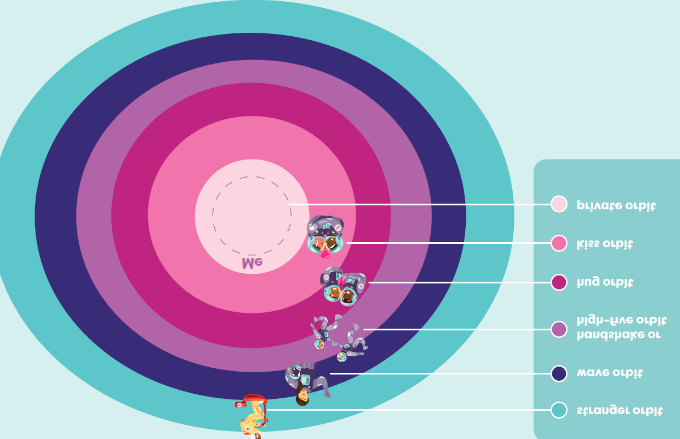 private orbit
kiss orbit
hug orbit
handshake or
high-five orbit
wave orbit
stranger orbit
Me